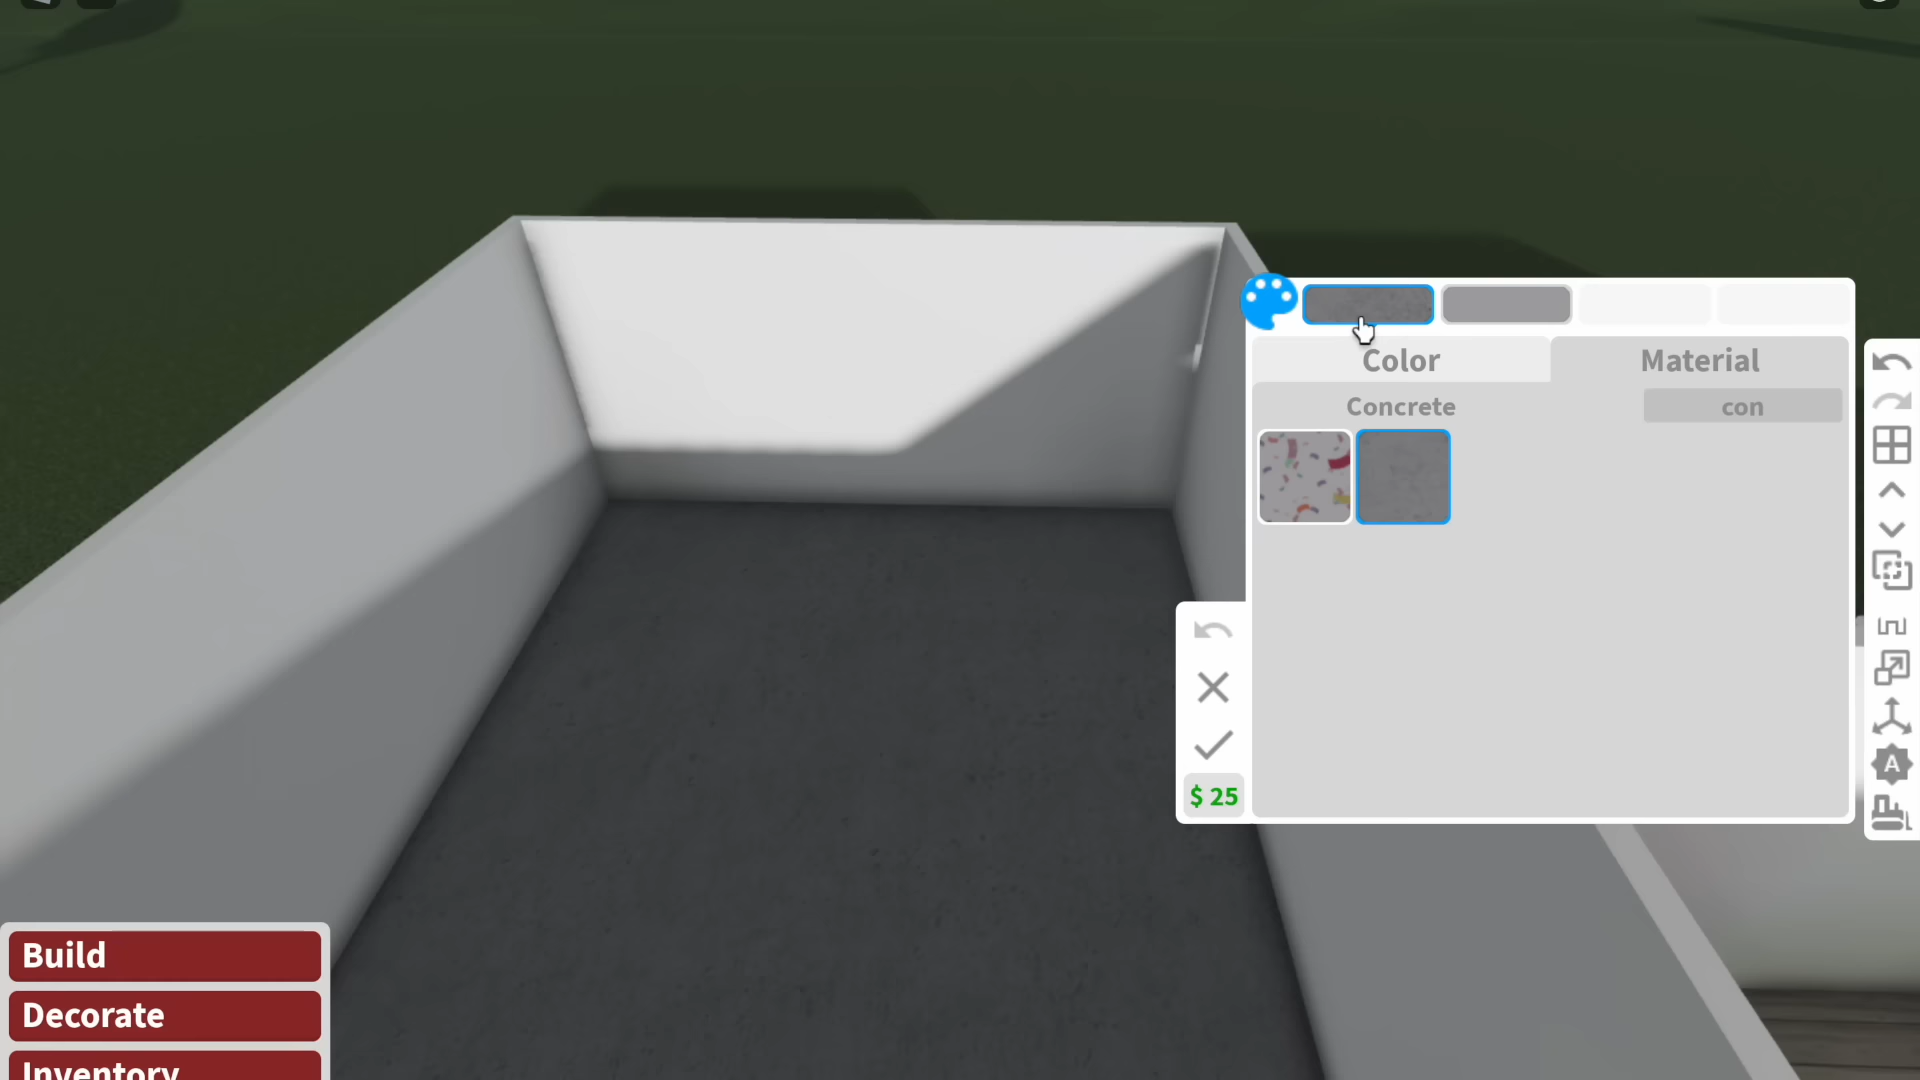 Color
Material
Concrete
con
$ 25
A
Build
Decorate
Inventory